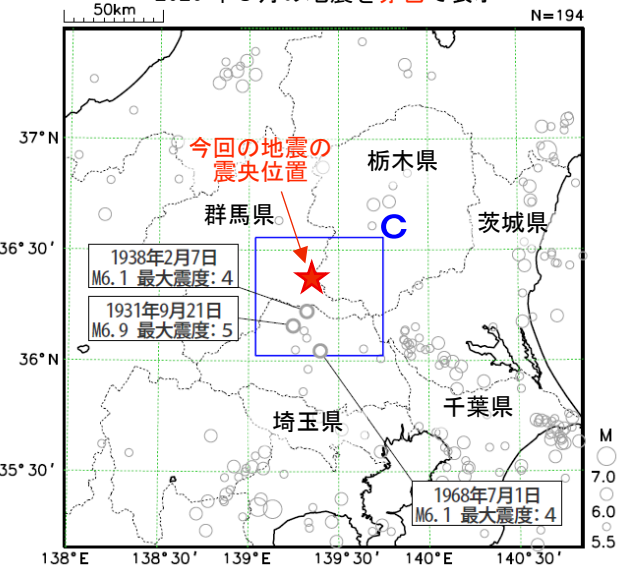 50km
N=194
37°N
今回の地震の
震央位置
栃木県
群馬県
C
茨城県
36°30′
1938年2月7日
M6.1 最大震度:4
1931年9月21日
M6.9 最大震度:5
36°N
千葉県
埼玉県
M
35°30′
7.0
1968年7月1日
M6.1 最大震度:4
6.0
5.5
138°E
138°30′
139°E
139°30′
140°E
140°30′